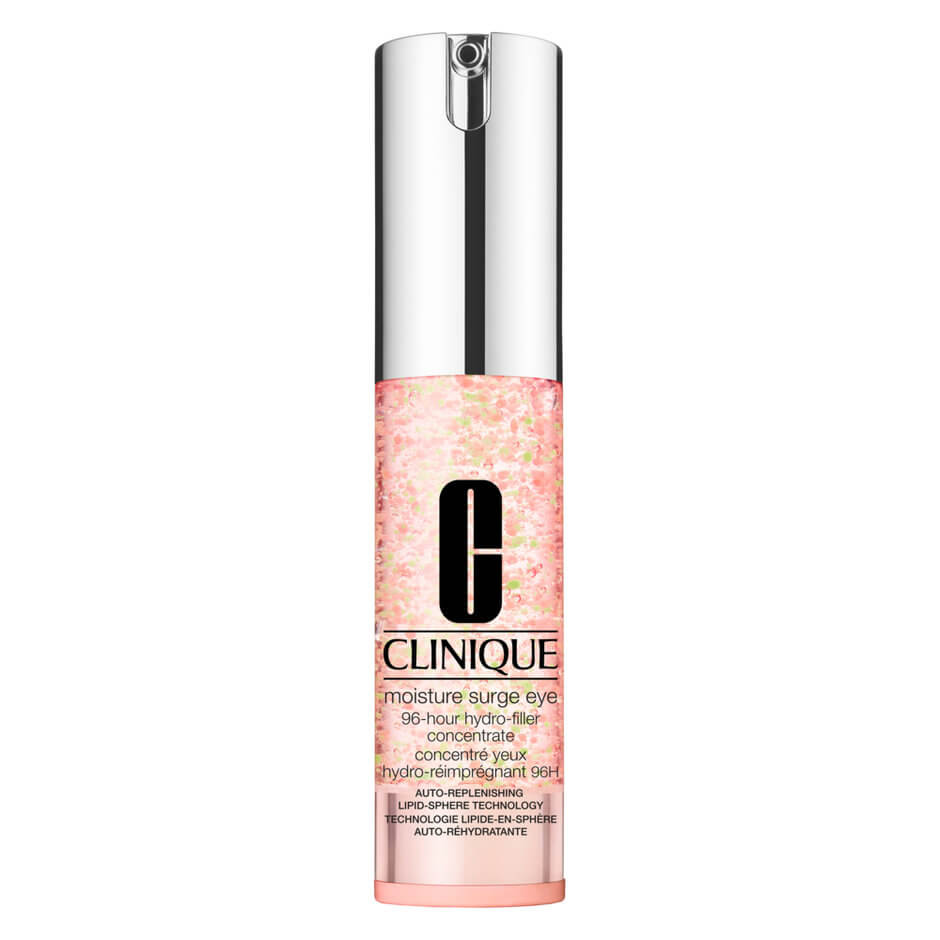 C
CLINIQUE
moisture surge eye
96-hour hydro-filler
concentrate
concentré yeux
hydro-réimprégnant 96H
AUTO-REPLENISHING
LIPID-SPHERE TECHNOLOGY
TECHNOLOGIE LIPIDE-EN-SPHÈRE
AUTO-RÉHYDRATANTE